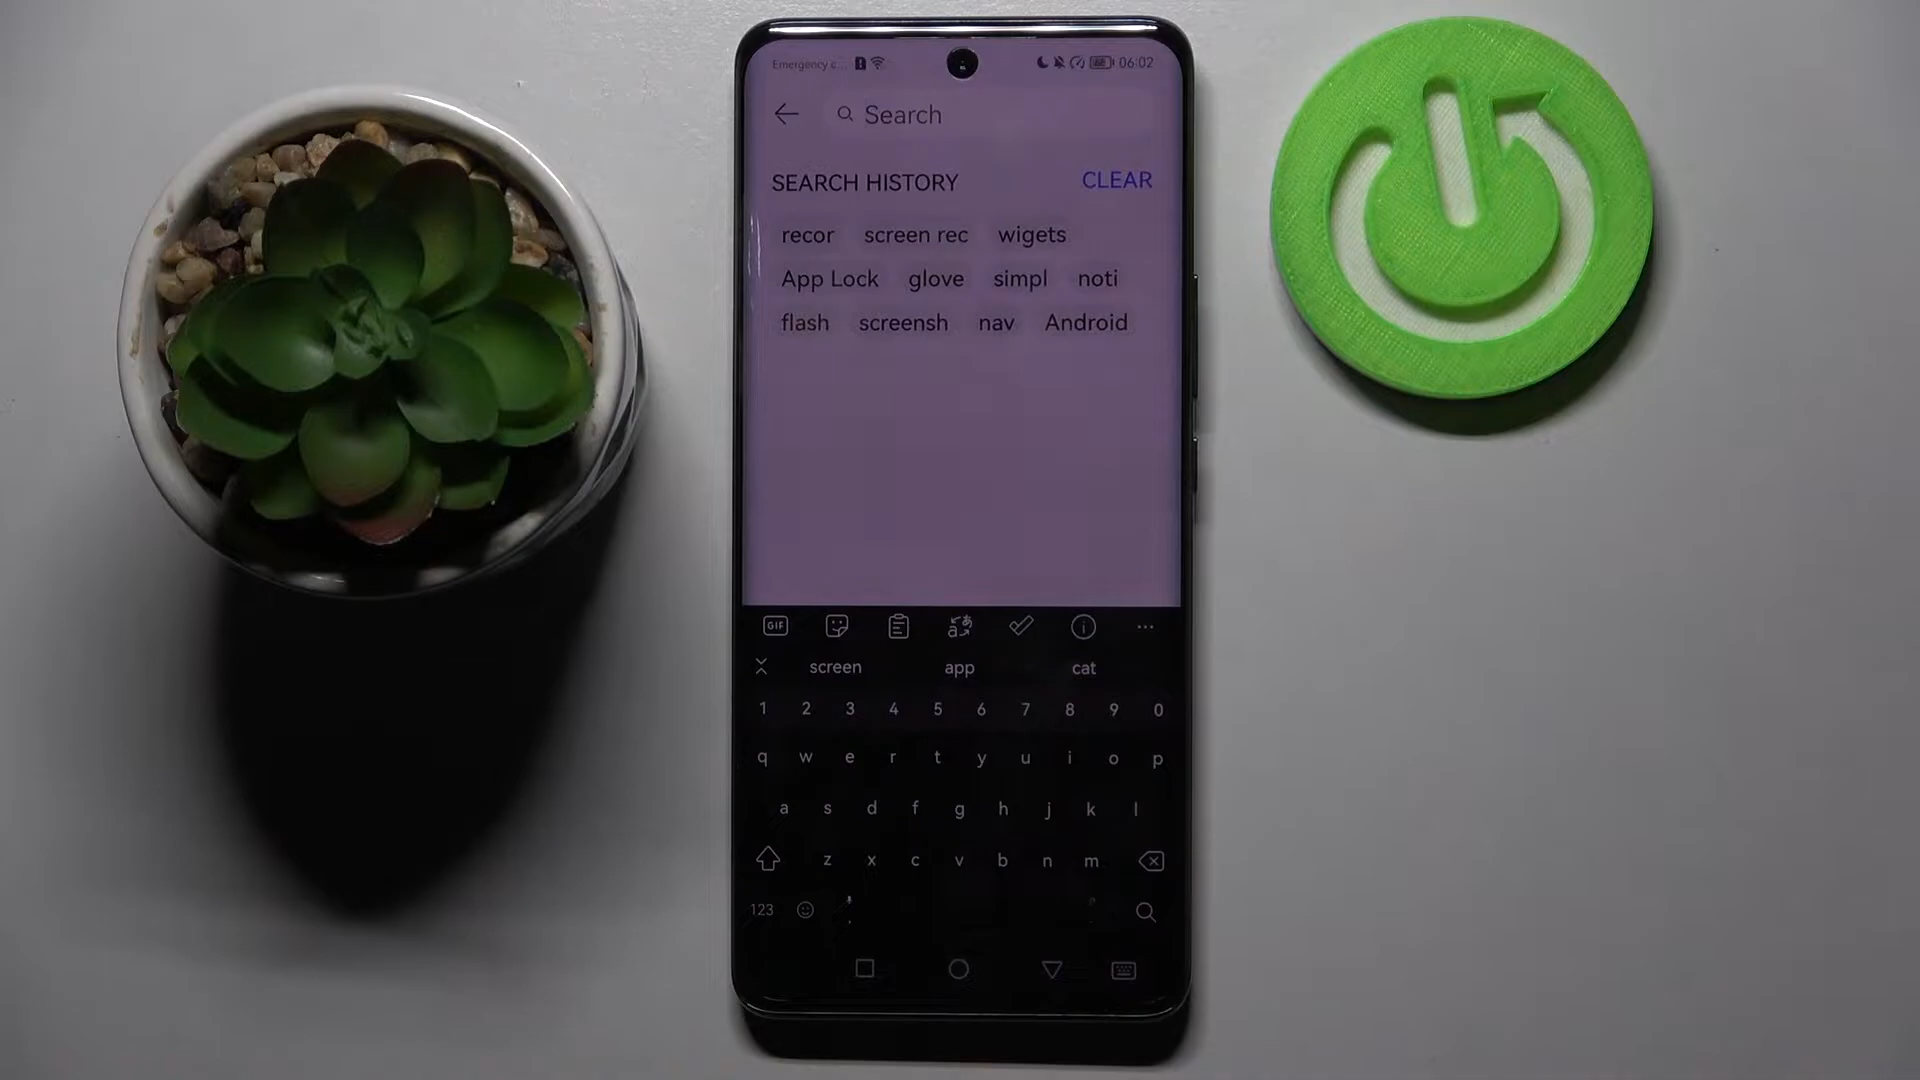 Emergency c... 06:02
Search
SEARCH HISTORY CLEAR
recor screen rec wigets
App Lock glove simpl noti
flash screensh nav Android
GIF
screen app cat
1 2 3 4 5 6 7 8 9 0
q w e r t y u i o p
a s d f g h j k l
z x c v b n m
123